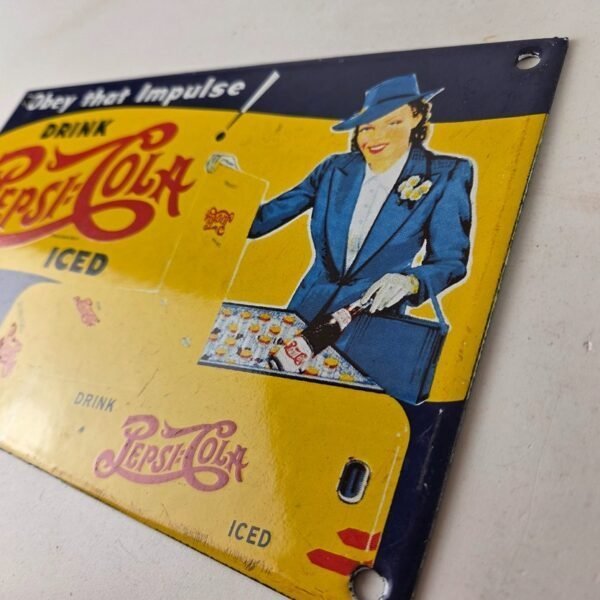 Obey that Impulse!
DRINK
PEPSI-COLA
ICED
DRINK
PEPSI-COLA
ICED